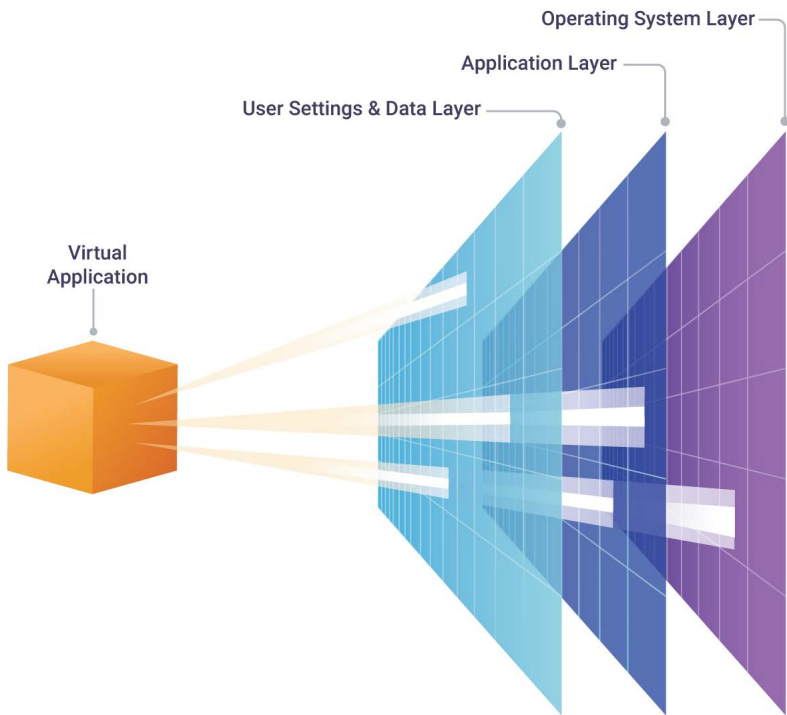 Operating System Layer
Application Layer
User Settings & Data Layer
Virtual
Application